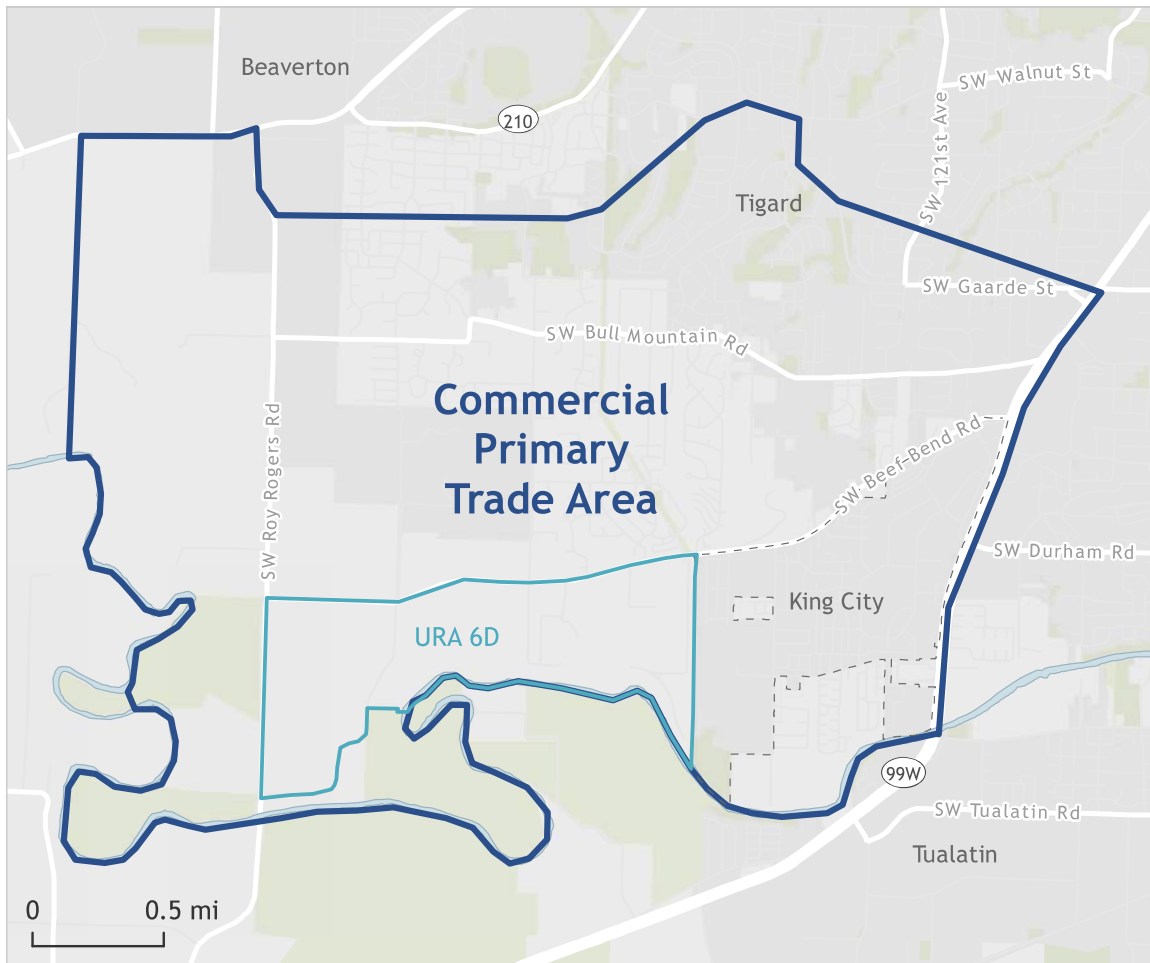 Beaverton
SW Walnut St
210
SW 121st Ave
Tigard
SW Gaarde St
SW Bull Mountain Rd
Commercial
Primary
Trade Area
SW Roy Rogers Rd
SW Beef-Bend Rd
SW Durham Rd
King City
URA 6D
99W
SW Tualatin Rd
Tualatin
0 0.5 mi